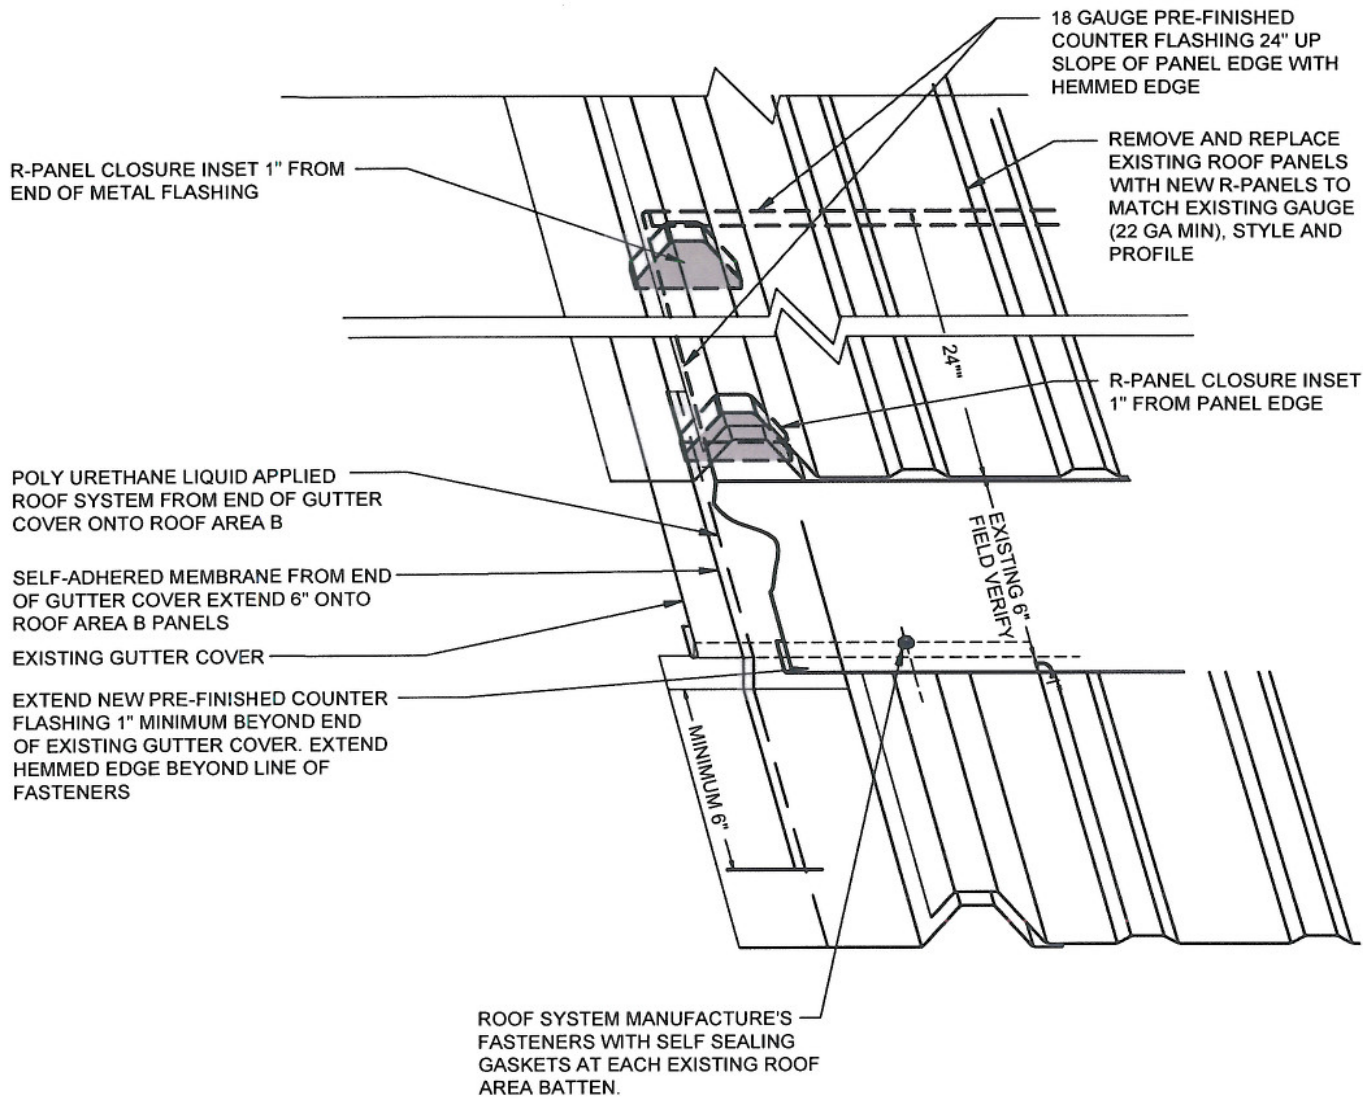 18 GAUGE PRE-FINISHED
COUNTER FLASHING 24" UP
SLOPE OF PANEL EDGE WITH
HEMMED EDGE
R-PANEL CLOSURE INSET 1" FROM
END OF METAL FLASHING
REMOVE AND REPLACE
EXISTING ROOF PANELS
WITH NEW R-PANELS TO
MATCH EXISTING GAUGE
(22 GA MIN), STYLE AND
PROFILE
24""
R-PANEL CLOSURE INSET
1" FROM PANEL EDGE
POLY URETHANE LIQUID APPLIED
ROOF SYSTEM FROM END OF GUTTER
COVER ONTO ROOF AREA B
EXISTING 6"
FIELD VERIFY
SELF-ADHERED MEMBRANE FROM END
OF GUTTER COVER EXTEND 6" ONTO
ROOF AREA B PANELS
EXISTING GUTTER COVER
1"
EXTEND NEW PRE-FINISHED COUNTER
FLASHING 1" MINIMUM BEYOND END
OF EXISTING GUTTER COVER. EXTEND
HEMMED EDGE BEYOND LINE OF
FASTENERS
MINIMUM 6"
ROOF SYSTEM MANUFACTURE'S
FASTENERS WITH SELF SEALING
GASKETS AT EACH EXISTING ROOF
AREA BATTEN.